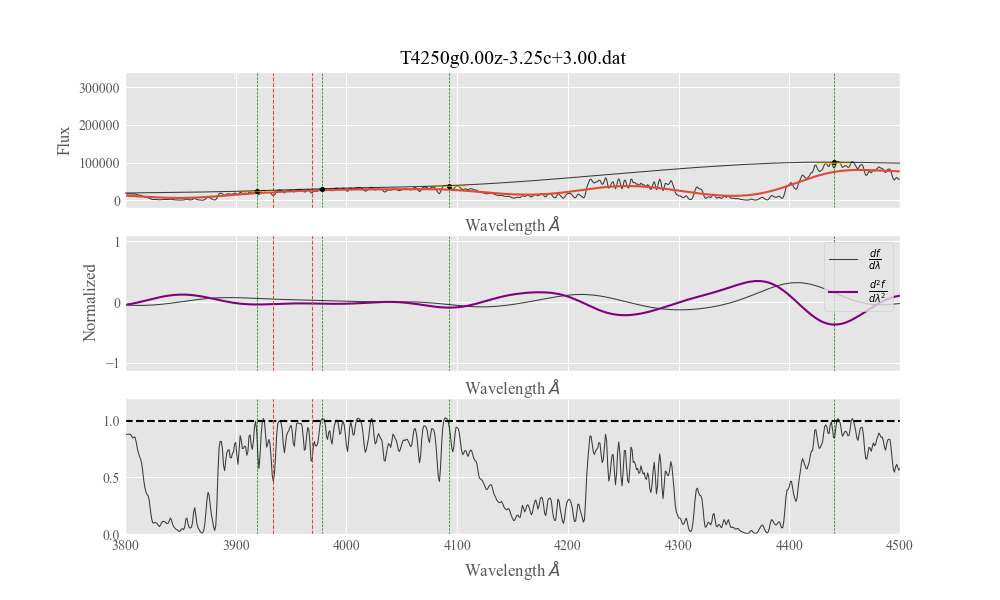 T4250g0.00z-3.25c+3.00.dat
Flux
300000
200000
100000
0
Wavelength Å
Normalized
1
0
−1
df/dλ
d²f/dλ²
Wavelength Å
1.0
0.5
0.0
3800 3900 4000 4100 4200 4300 4400 4500
Wavelength Å